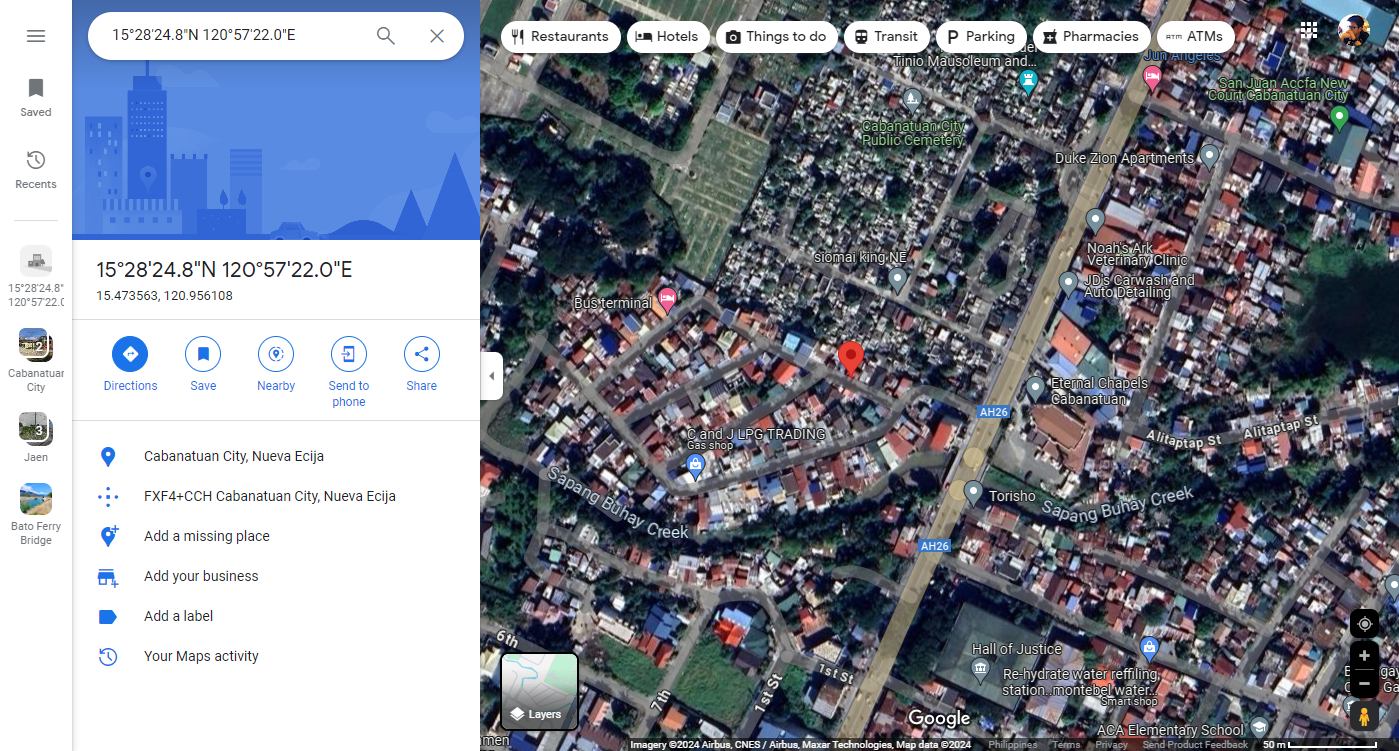 15°28'24.8"N 120°57'22.0"E
Saved
Recents
15°28'24.8"
120°57'22.0
Cabanatuan
City
2
Jaen
3
Bato Ferry
Bridge
15°28'24.8"N 120°57'22.0"E
15.473563, 120.956108
Directions
Save
Nearby
Send to
phone
Share
Cabanatuan City, Nueva Ecija
FXF4+CCH Cabanatuan City, Nueva Ecija
Add a missing place
Add your business
Add a label
Your Maps activity
Restaurants
Hotels
Things to do
Transit
Parking
Pharmacies
ATM ATMs
Tinio Mausoleum and...
Jun Angeles
San Juan Accfa New
Court Cabanatuan City
Cabanatuan City
Public Cemetery
Duke Zion Apartments
Noah's Ark
Veterinary Clinic
siomai king NE
JD's Carwash and
Auto Detailing
Bus terminal
Eternal Chapels
Cabanatuan
AH26
Alitaptap St
Alitaptap St
C and J LPG TRADING
Gas shop
Sapang Buhay Creek
Torisho
Sapang Buhay Creek
AH26
Hall of Justice
Re-hydrate water reffiling
station..montebel water...
Smart shop
ACA Elementary School
6th
7th
1st St
1st St
Layers
Google
Imagery ©2024 Airbus, CNES / Airbus, Maxar Technologies, Map data ©2024
Philippines
Terms
Privacy
Send Product Feedback
50 m